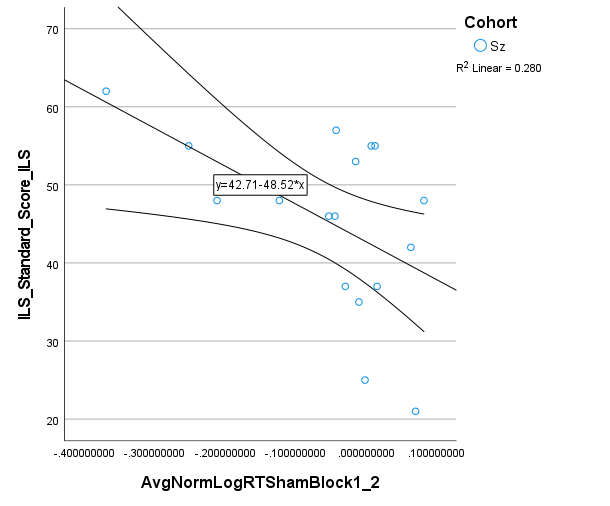 Cohort
Sz
R2 Linear = 0.280
70
60
50
40
30
20
y=42.71-48.52*x
ILS_Standard_Score_ILS
-.400000000 -.300000000 -.200000000 -.100000000 .000000000 .100000000
AvgNormLogRTShamBlock1_2